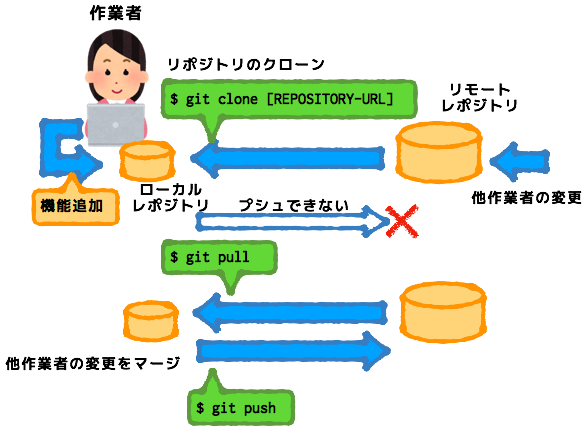 作業者
リポジトリのクローン
$ git clone [REPOSITORY-URL]
リモート
レポジトリ
他作業者の変更
機能追加
ローカル
レポジトリ
プシュできない
$ git pull
他作業者の変更をマージ
$ git push